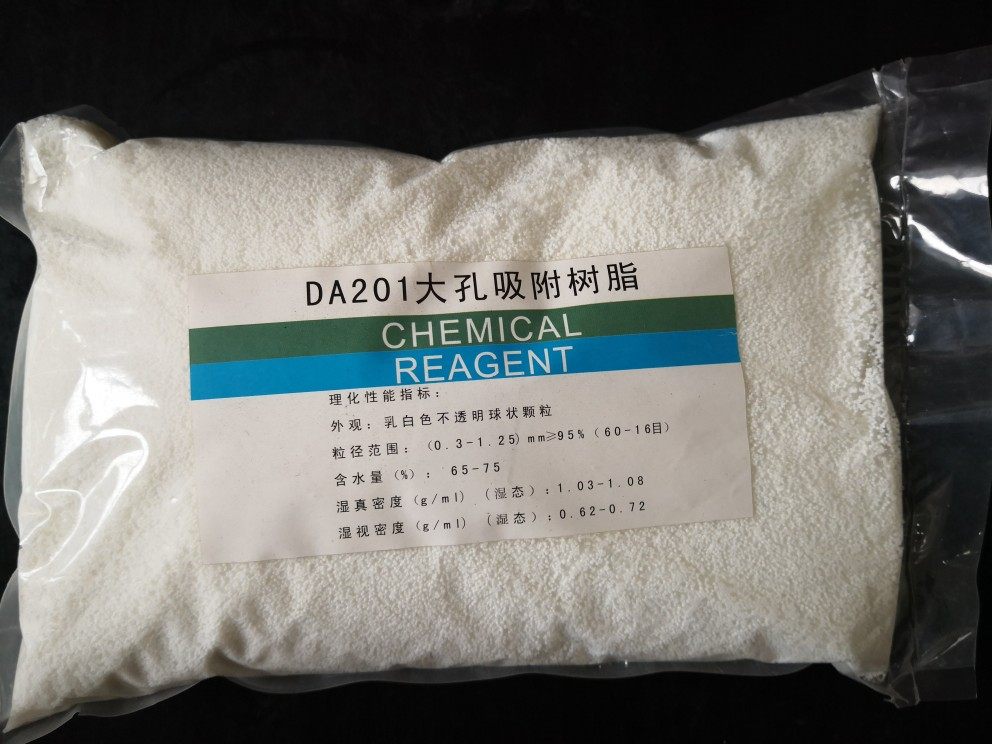 DA201大孔吸附树脂
CHEMICAL
REAGENT
理化性能指标：
外观：乳白色不透明球状颗粒
粒径范围：（0.3-1.25）mm≥95%（60-16目）
含水量（%）： 65-75
湿真密度（g/ml）（湿态）：1.03-1.08
湿视密度（g/ml）（湿态）：0.62-0.72